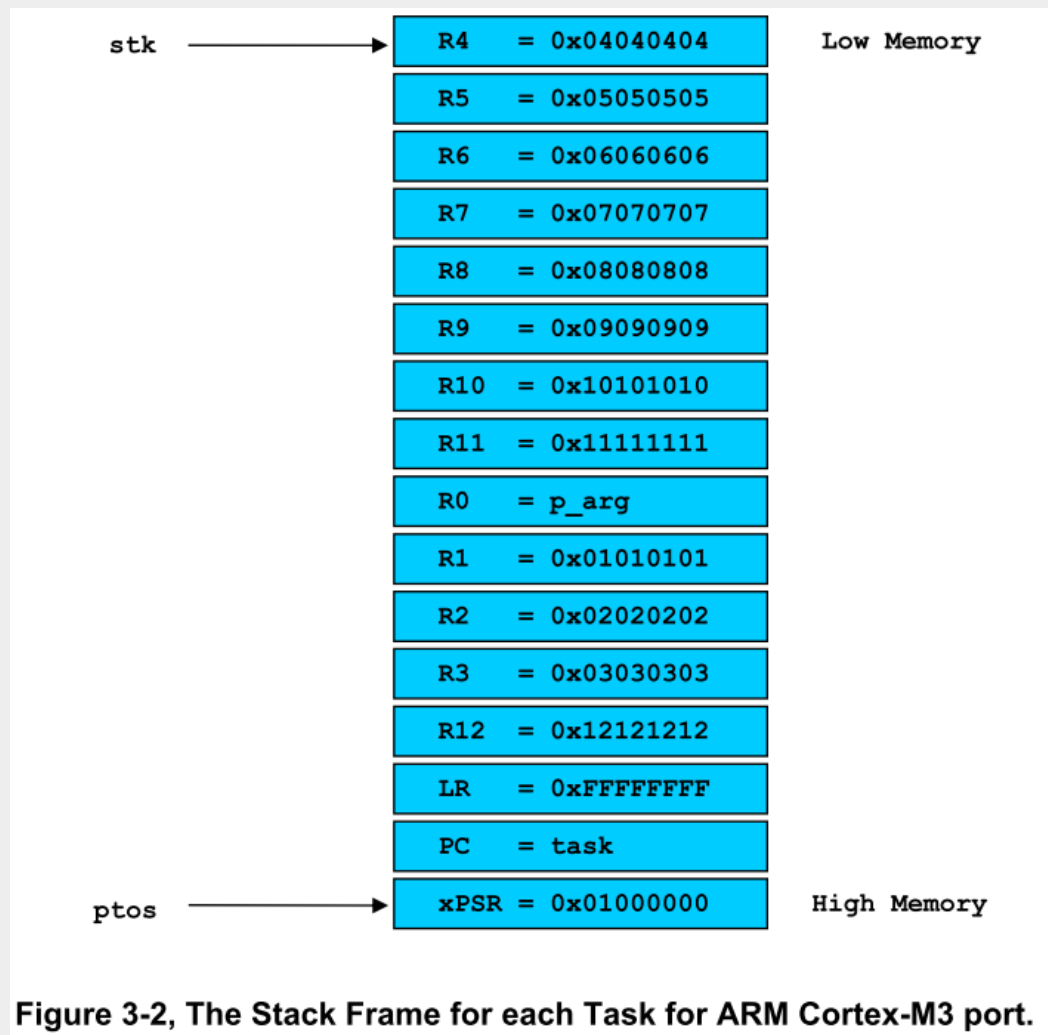 stk R4 = 0x04040404 Low Memory
R5 = 0x05050505
R6 = 0x06060606
R7 = 0x07070707
R8 = 0x08080808
R9 = 0x09090909
R10 = 0x10101010
R11 = 0x11111111
R0 = p_arg
R1 = 0x01010101
R2 = 0x02020202
R3 = 0x03030303
R12 = 0x12121212
LR = 0xFFFFFFFF
PC = task
ptos xPSR = 0x01000000 High Memory
Figure 3-2, The Stack Frame for each Task for ARM Cortex-M3 port.